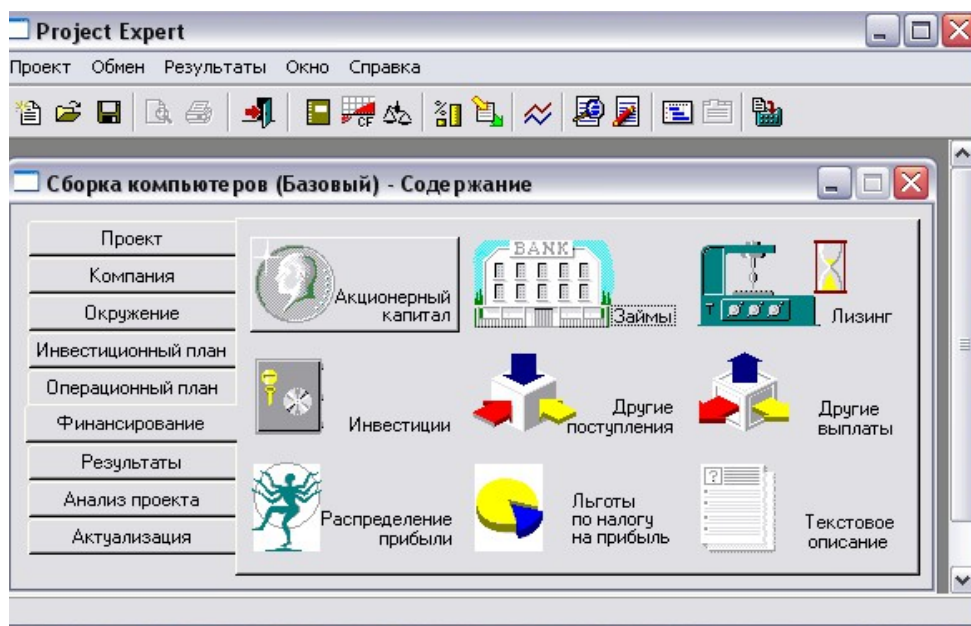 Project Expert
Проект Обмен Результаты Окно Справка
CF
Сборка компьютеров (Базовый) - Содержание
Проект
Компания
Окружение
Инвестиционный план
Операционный план
Финансирование
Результаты
Анализ проекта
Актуализация
Акционерный
капитал
BANK
Займы
Лизинг
Инвестиции
Другие
поступления
Другие
выплаты
Распределение
прибыли
Льготы
по налогу
на прибыль
Текстовое
описание